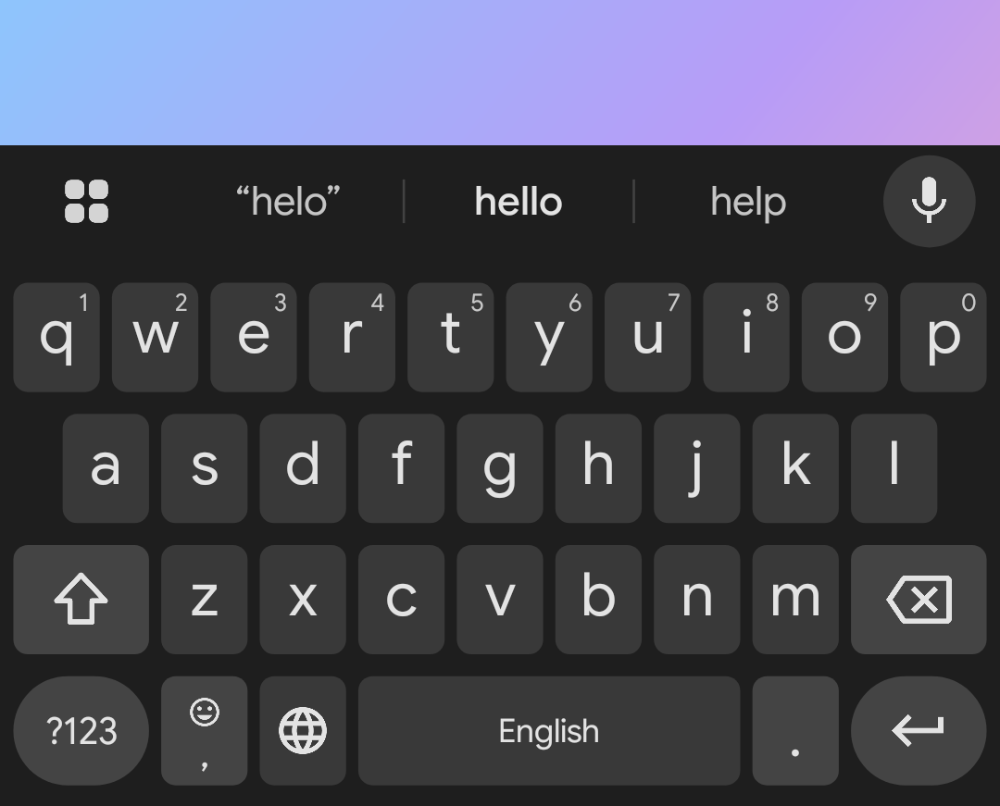 “helo” hello help
q1 w2 e3 r4 t5 y6 u7 i8 o9 p0
a s d f g h j k l
z x c v b n m
?123 , English .